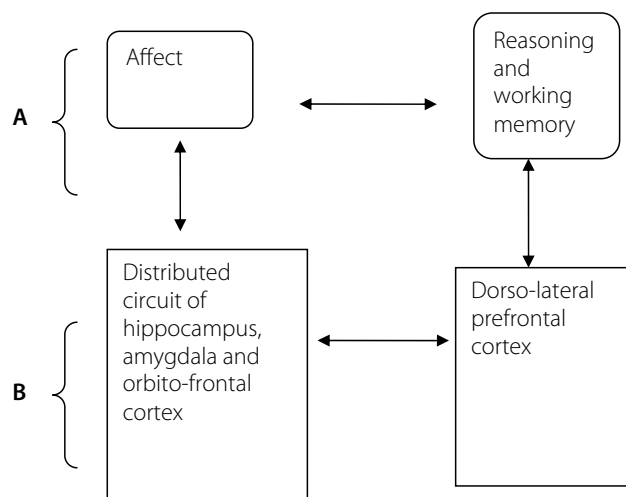 Affect
Reasoning
and
working
memory
A
Distributed
circuit of
hippocampus,
amygdala and
orbito-frontal
cortex
Dorso-lateral
prefrontal
cortex
B